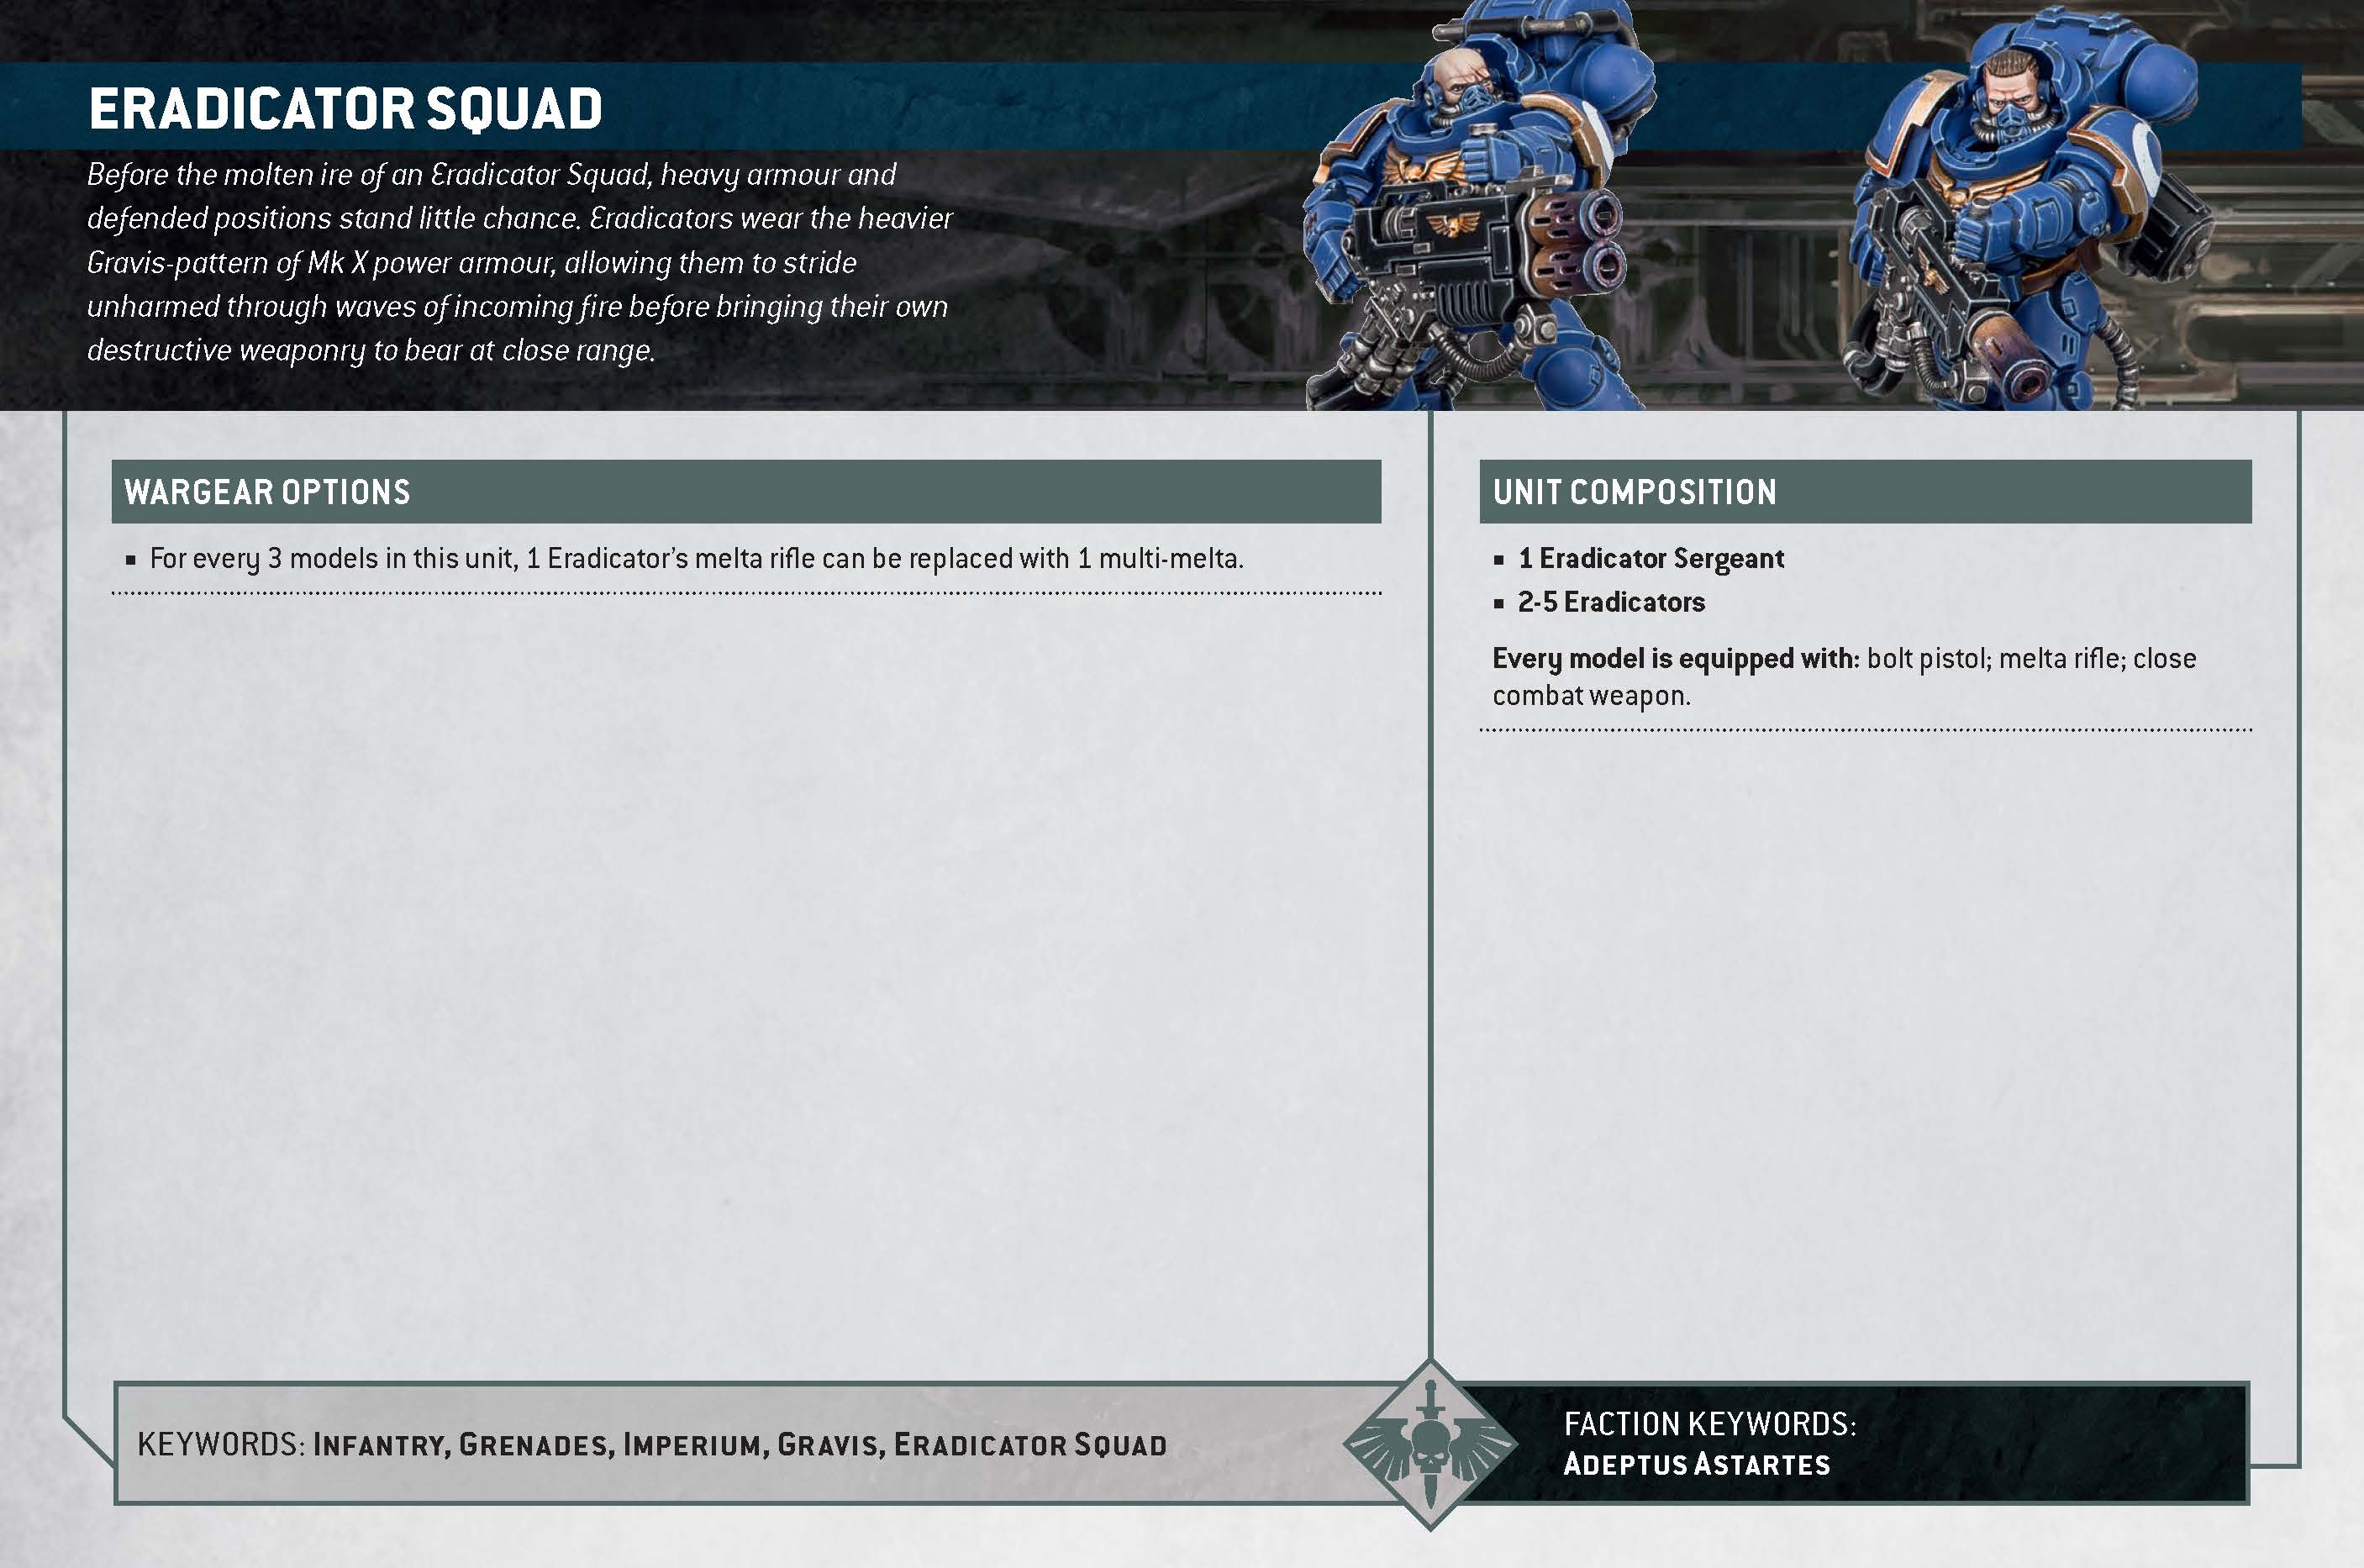 ERADICATOR SQUAD
Before the molten ire of an Eradicator Squad, heavy armour and
defended positions stand little chance. Eradicators wear the heavier
Gravis-pattern of Mk X power armour, allowing them to stride
unharmed through waves of incoming fire before bringing their own
destructive weaponry to bear at close range.
WARGEAR OPTIONS
▪ For every 3 models in this unit, 1 Eradicator’s melta rifle can be replaced with 1 multi-melta.
UNIT COMPOSITION
▪ 1 Eradicator Sergeant
▪ 2-5 Eradicators
Every model is equipped with: bolt pistol; melta rifle; close
combat weapon.
KEYWORDS: INFANTRY, GRENADES, IMPERIUM, GRAVIS, ERADICATOR SQUAD
FACTION KEYWORDS:
ADEPTUS ASTARTES